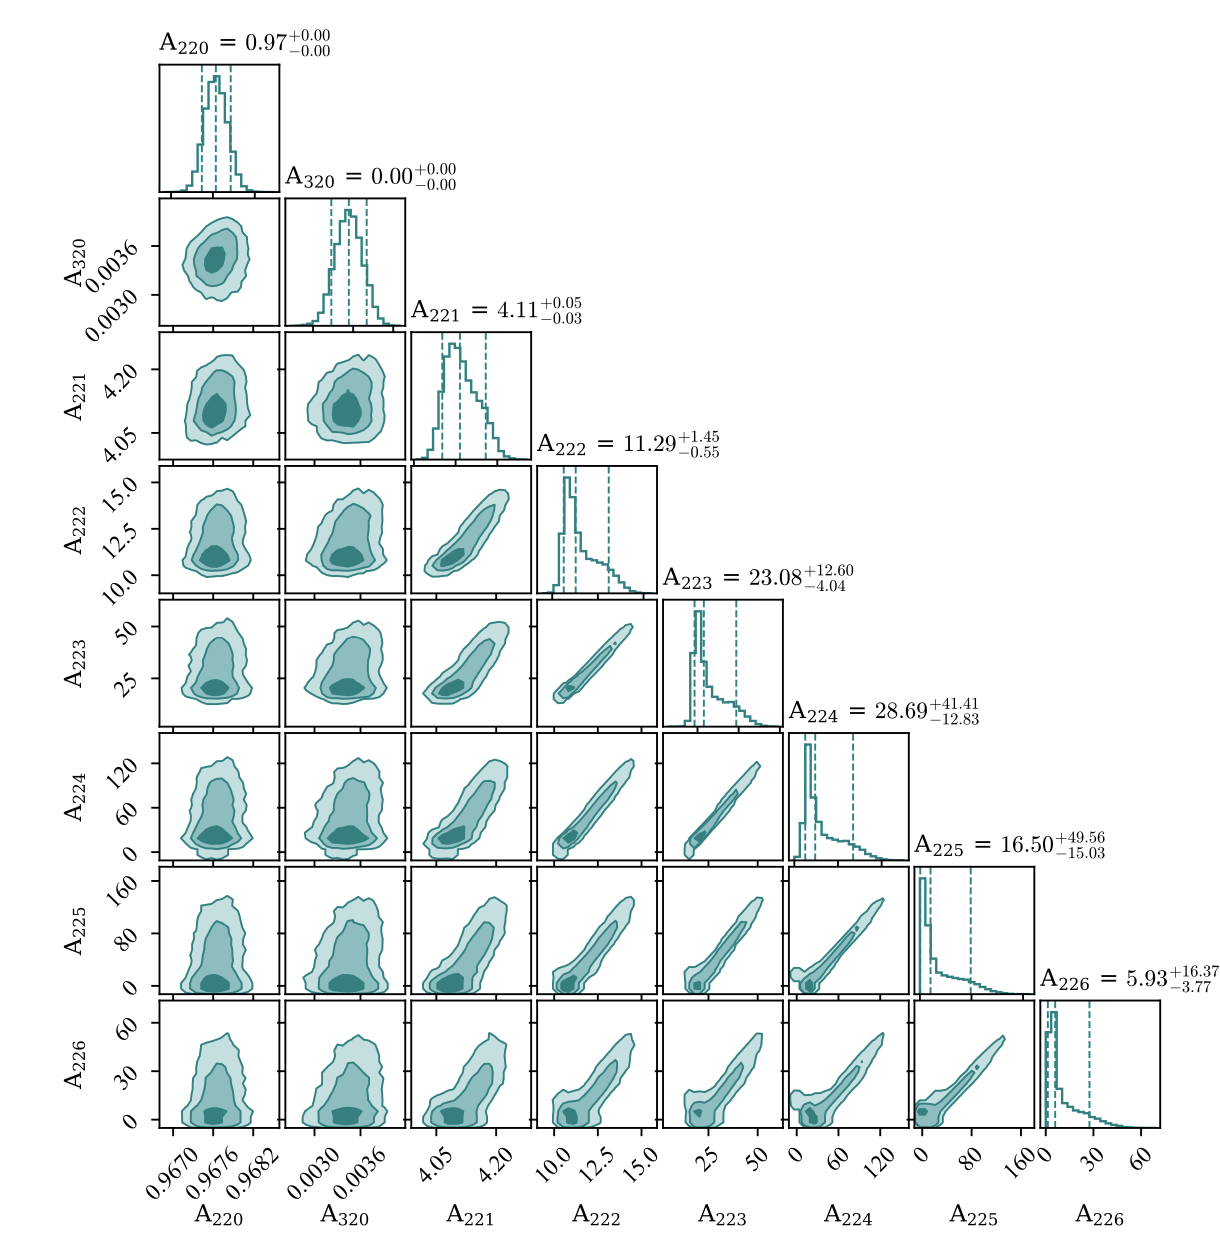 A₂₂₀ = 0.97 +0.00 −0.00
A₃₂₀ = 0.00 +0.00 −0.00
A₃₂₀
0.0036
0.0030
A₂₂₁ = 4.11 +0.05 −0.03
A₂₂₁
4.20
4.05
A₂₂₂ = 11.29 +1.45 −0.55
A₂₂₂
15.0
12.5
10.0
A₂₂₃ = 23.08 +12.60 −4.04
A₂₂₃
50
25
A₂₂₄ = 28.69 +41.41 −12.83
A₂₂₄
120
60
0
A₂₂₅ = 16.50 +49.56 −15.03
A₂₂₅
160
80
0
A₂₂₆ = 5.93 +16.37 −3.77
A₂₂₆
60
30
0
0.9670 0.9676 0.9682 0.0030 0.0036 4.05 4.20 10.0 12.5 15.0 25 50 0 60 120 0 80 160 0 30 60
A₂₂₀ A₃₂₀ A₂₂₁ A₂₂₂ A₂₂₃ A₂₂₄ A₂₂₅ A₂₂₆